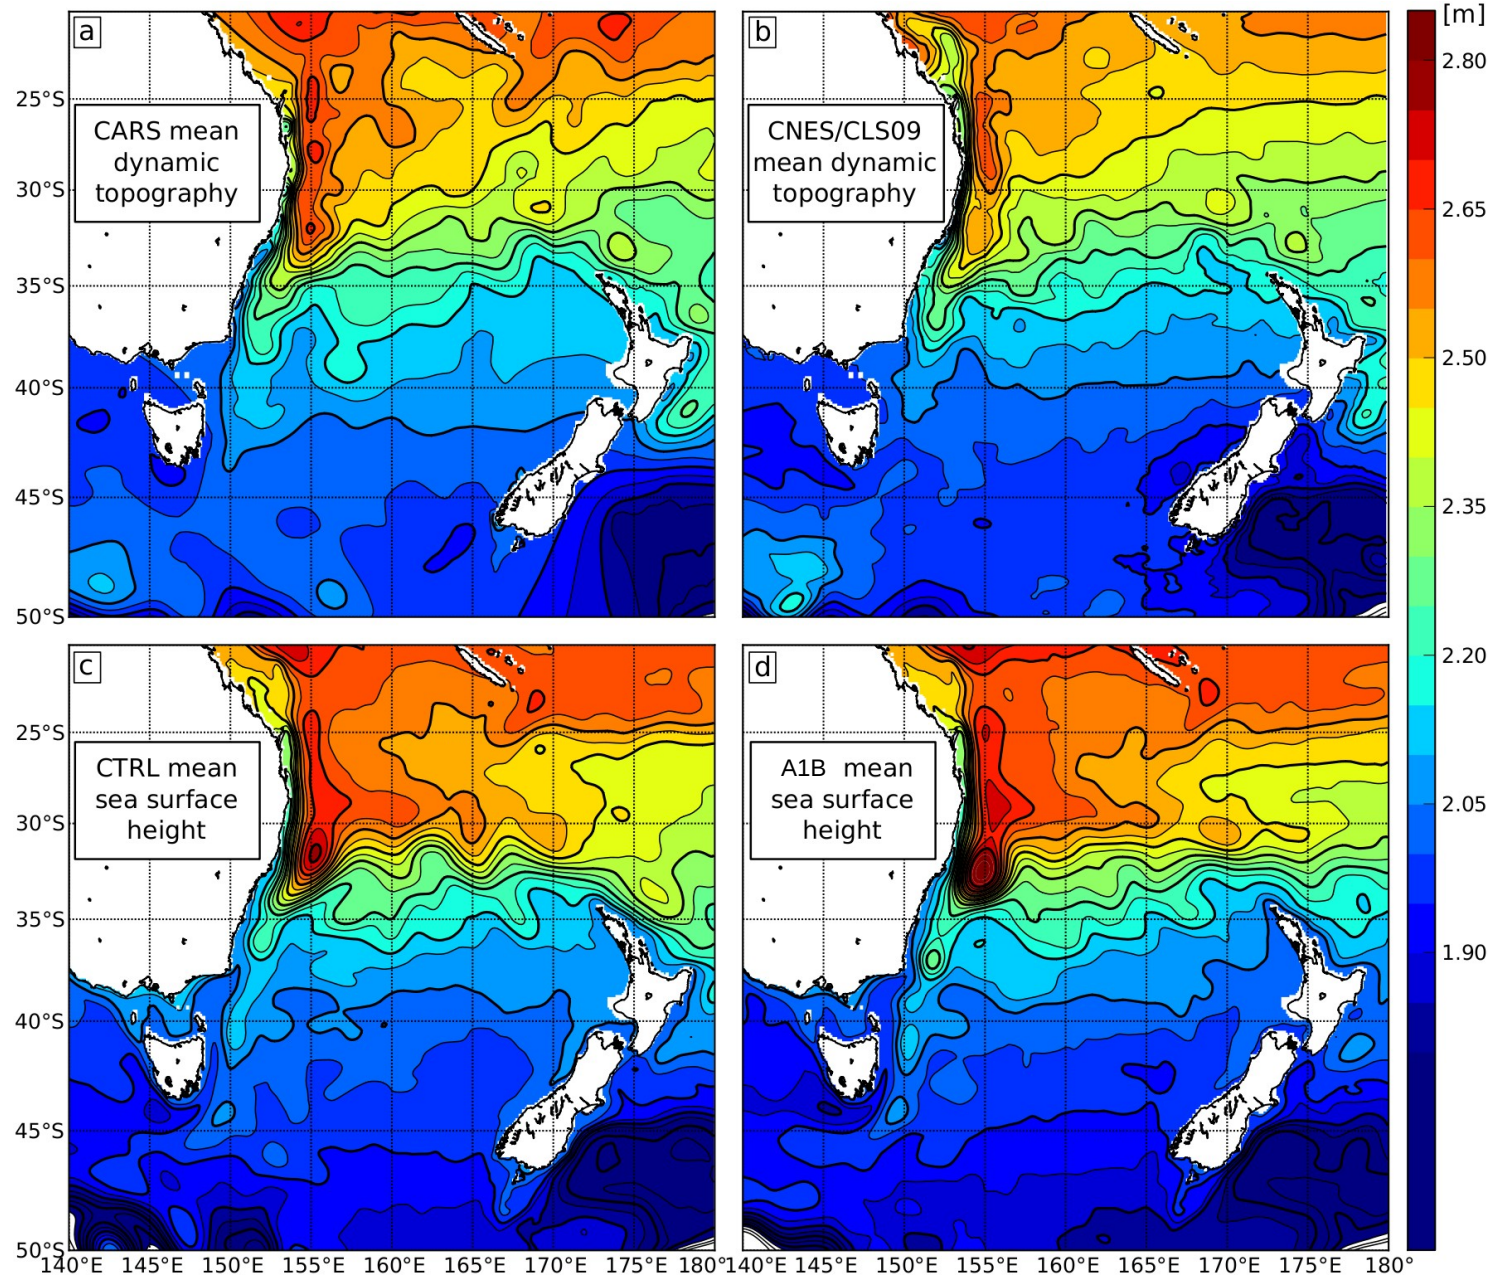 a
b
[m]
CARS mean
dynamic
topography
CNES/CLS09
mean dynamic
topography
25°S
30°S
35°S
40°S
45°S
50°S
2.80
2.65
2.50
2.35
2.20
2.05
1.90
c
d
CTRL mean
sea surface
height
A1B mean
sea surface
height
25°S
30°S
35°S
40°S
45°S
50°S
140°E 145°E 150°E 155°E 160°E 165°E 170°E 175°E 180°
140°E 145°E 150°E 155°E 160°E 165°E 170°E 175°E 180°